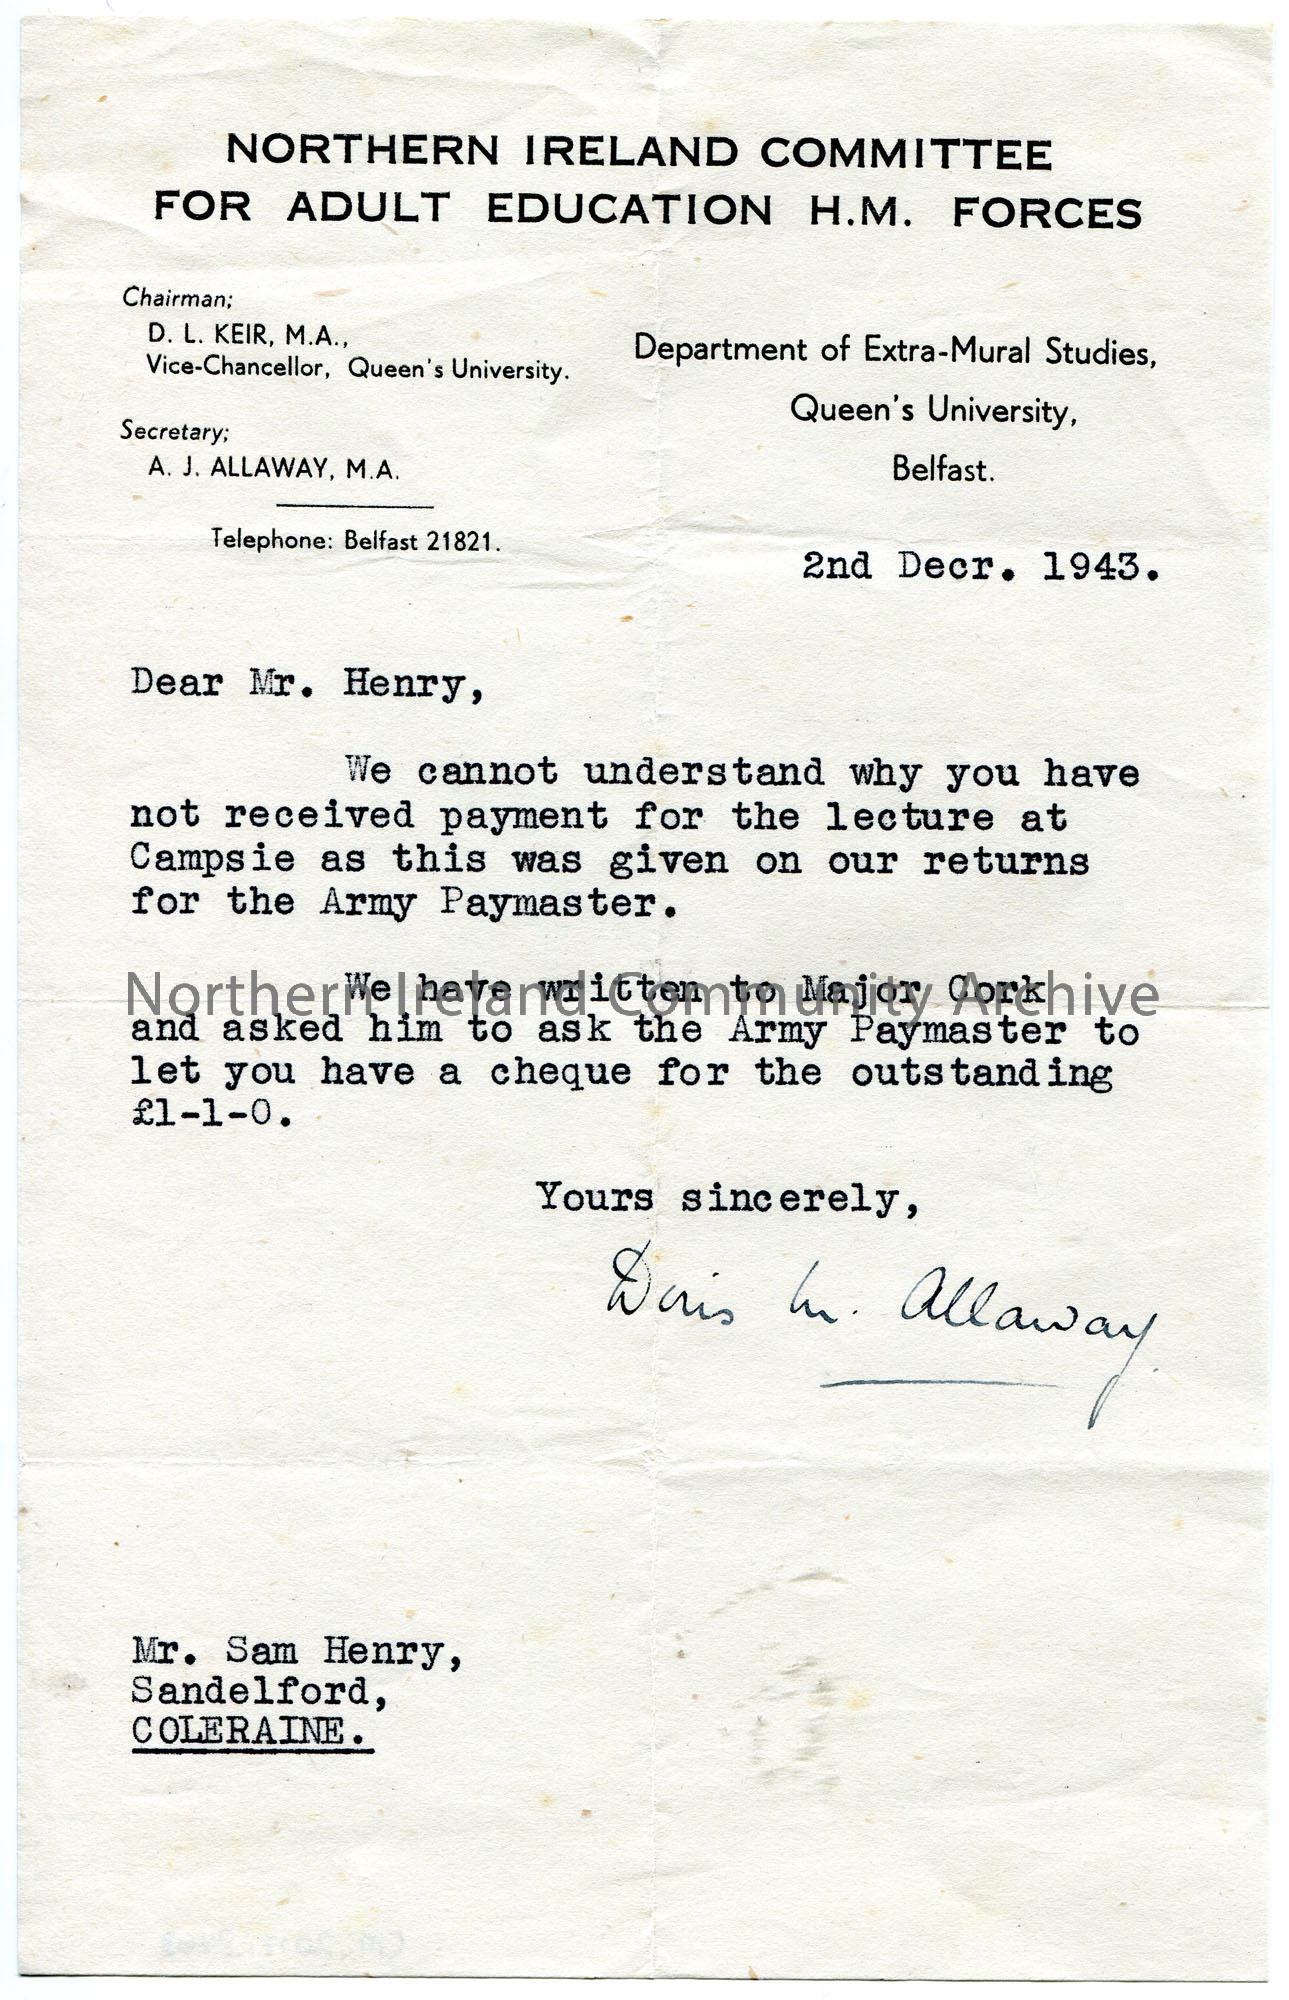 NORTHERN IRELAND COMMITTEE
FOR ADULT EDUCATION H.M. FORCES
Chairman;
D. L. KEIR, M.A.,
Vice-Chancellor, Queen's University.
Secretary;
A. J. ALLAWAY, M.A.
Telephone: Belfast 21821.
Department of Extra-Mural Studies,
Queen's University,
Belfast.
2nd Decr. 1943.
Dear Mr. Henry,
We cannot understand why you have
not received payment for the lecture at
Campsie as this was given on our returns
for the Army Paymaster.
We have written to Major Cork
Northern Ireland Community Archive
and asked him to ask the Army Paymaster to
let you have a cheque for the outstanding
£1-1-0.
Yours sincerely,
Doris M. Allaway.
Mr. Sam Henry,
Sandelford,
COLERAINE.